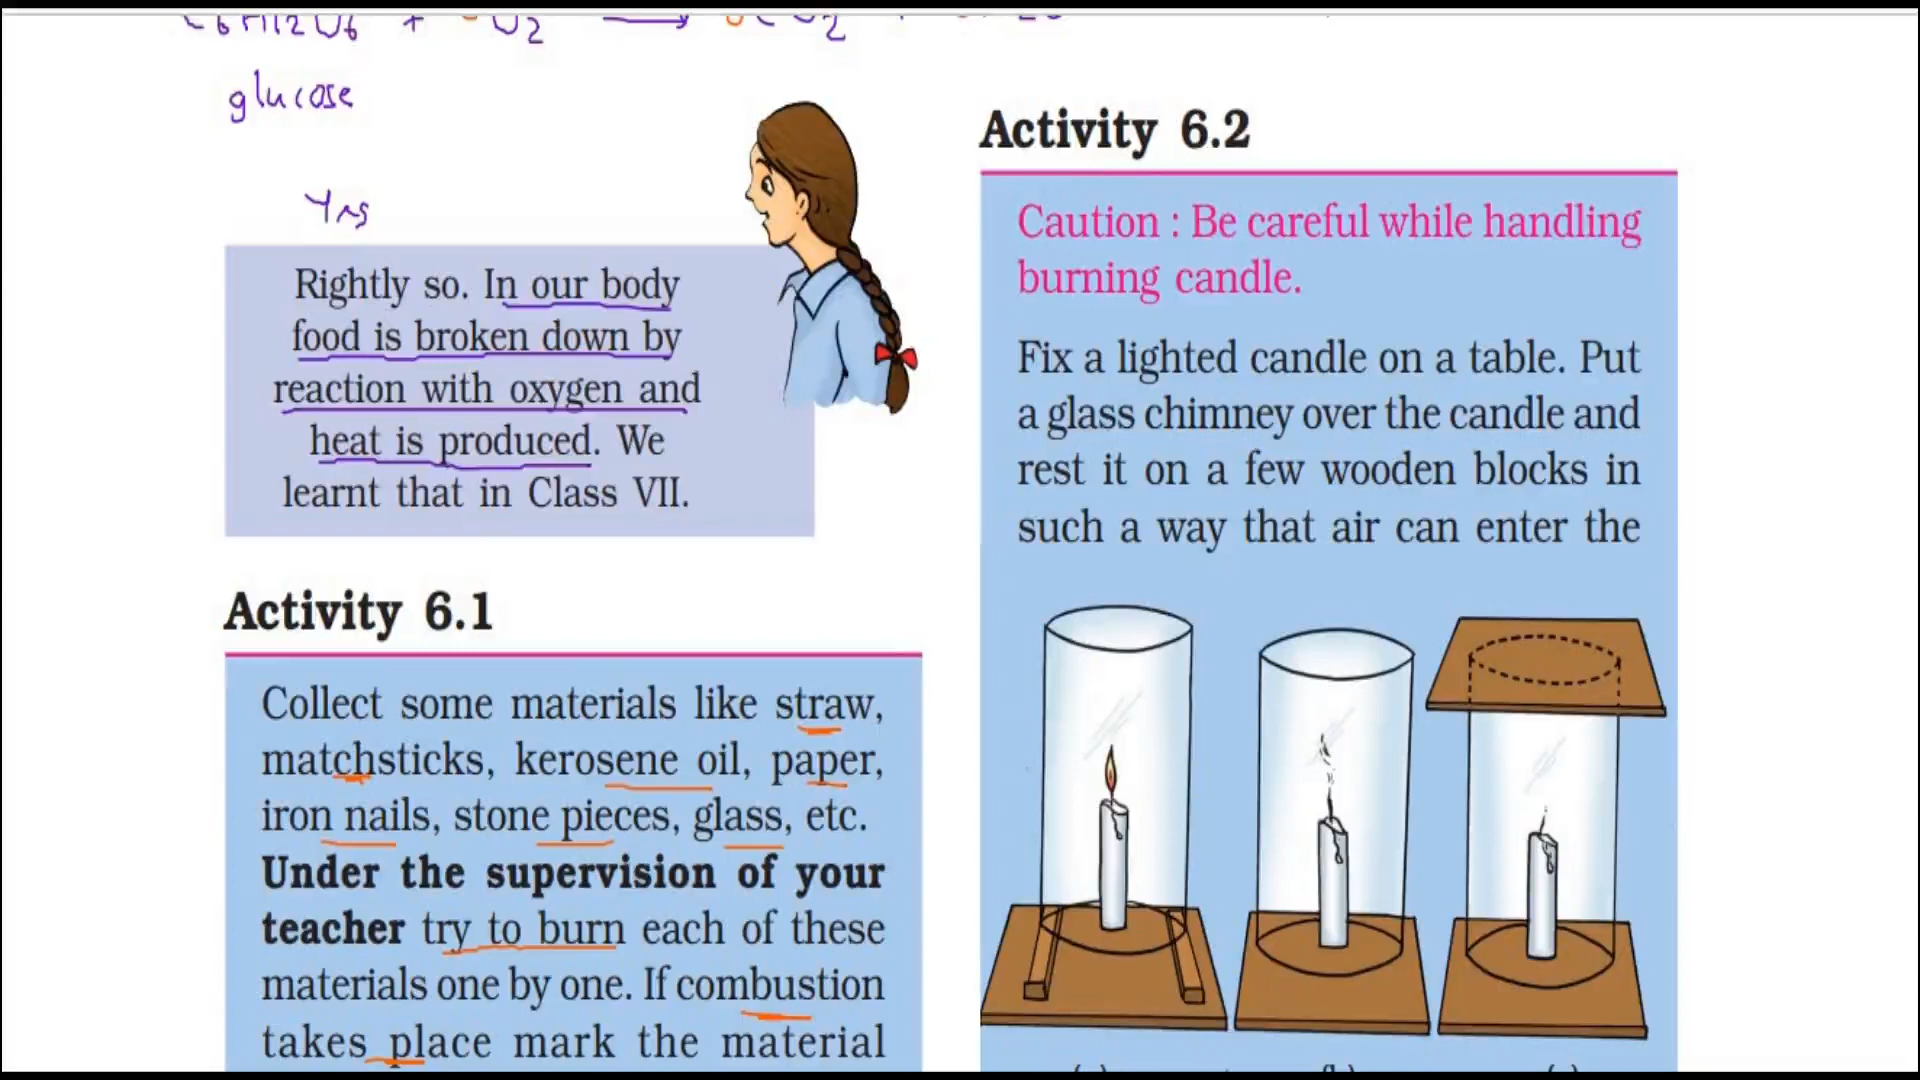 C6H12O6 + 6O2
glucose
Yes
Rightly so. In our body
food is broken down by
reaction with oxygen and
heat is produced. We
learnt that in Class VII.
Activity 6.1
Collect some materials like straw,
matchsticks, kerosene oil, paper,
iron nails, stone pieces, glass, etc.
Under the supervision of your
teacher try to burn each of these
materials one by one. If combustion
takes place mark the material
Activity 6.2
Caution : Be careful while handling
burning candle.
Fix a lighted candle on a table. Put
a glass chimney over the candle and
rest it on a few wooden blocks in
such a way that air can enter the